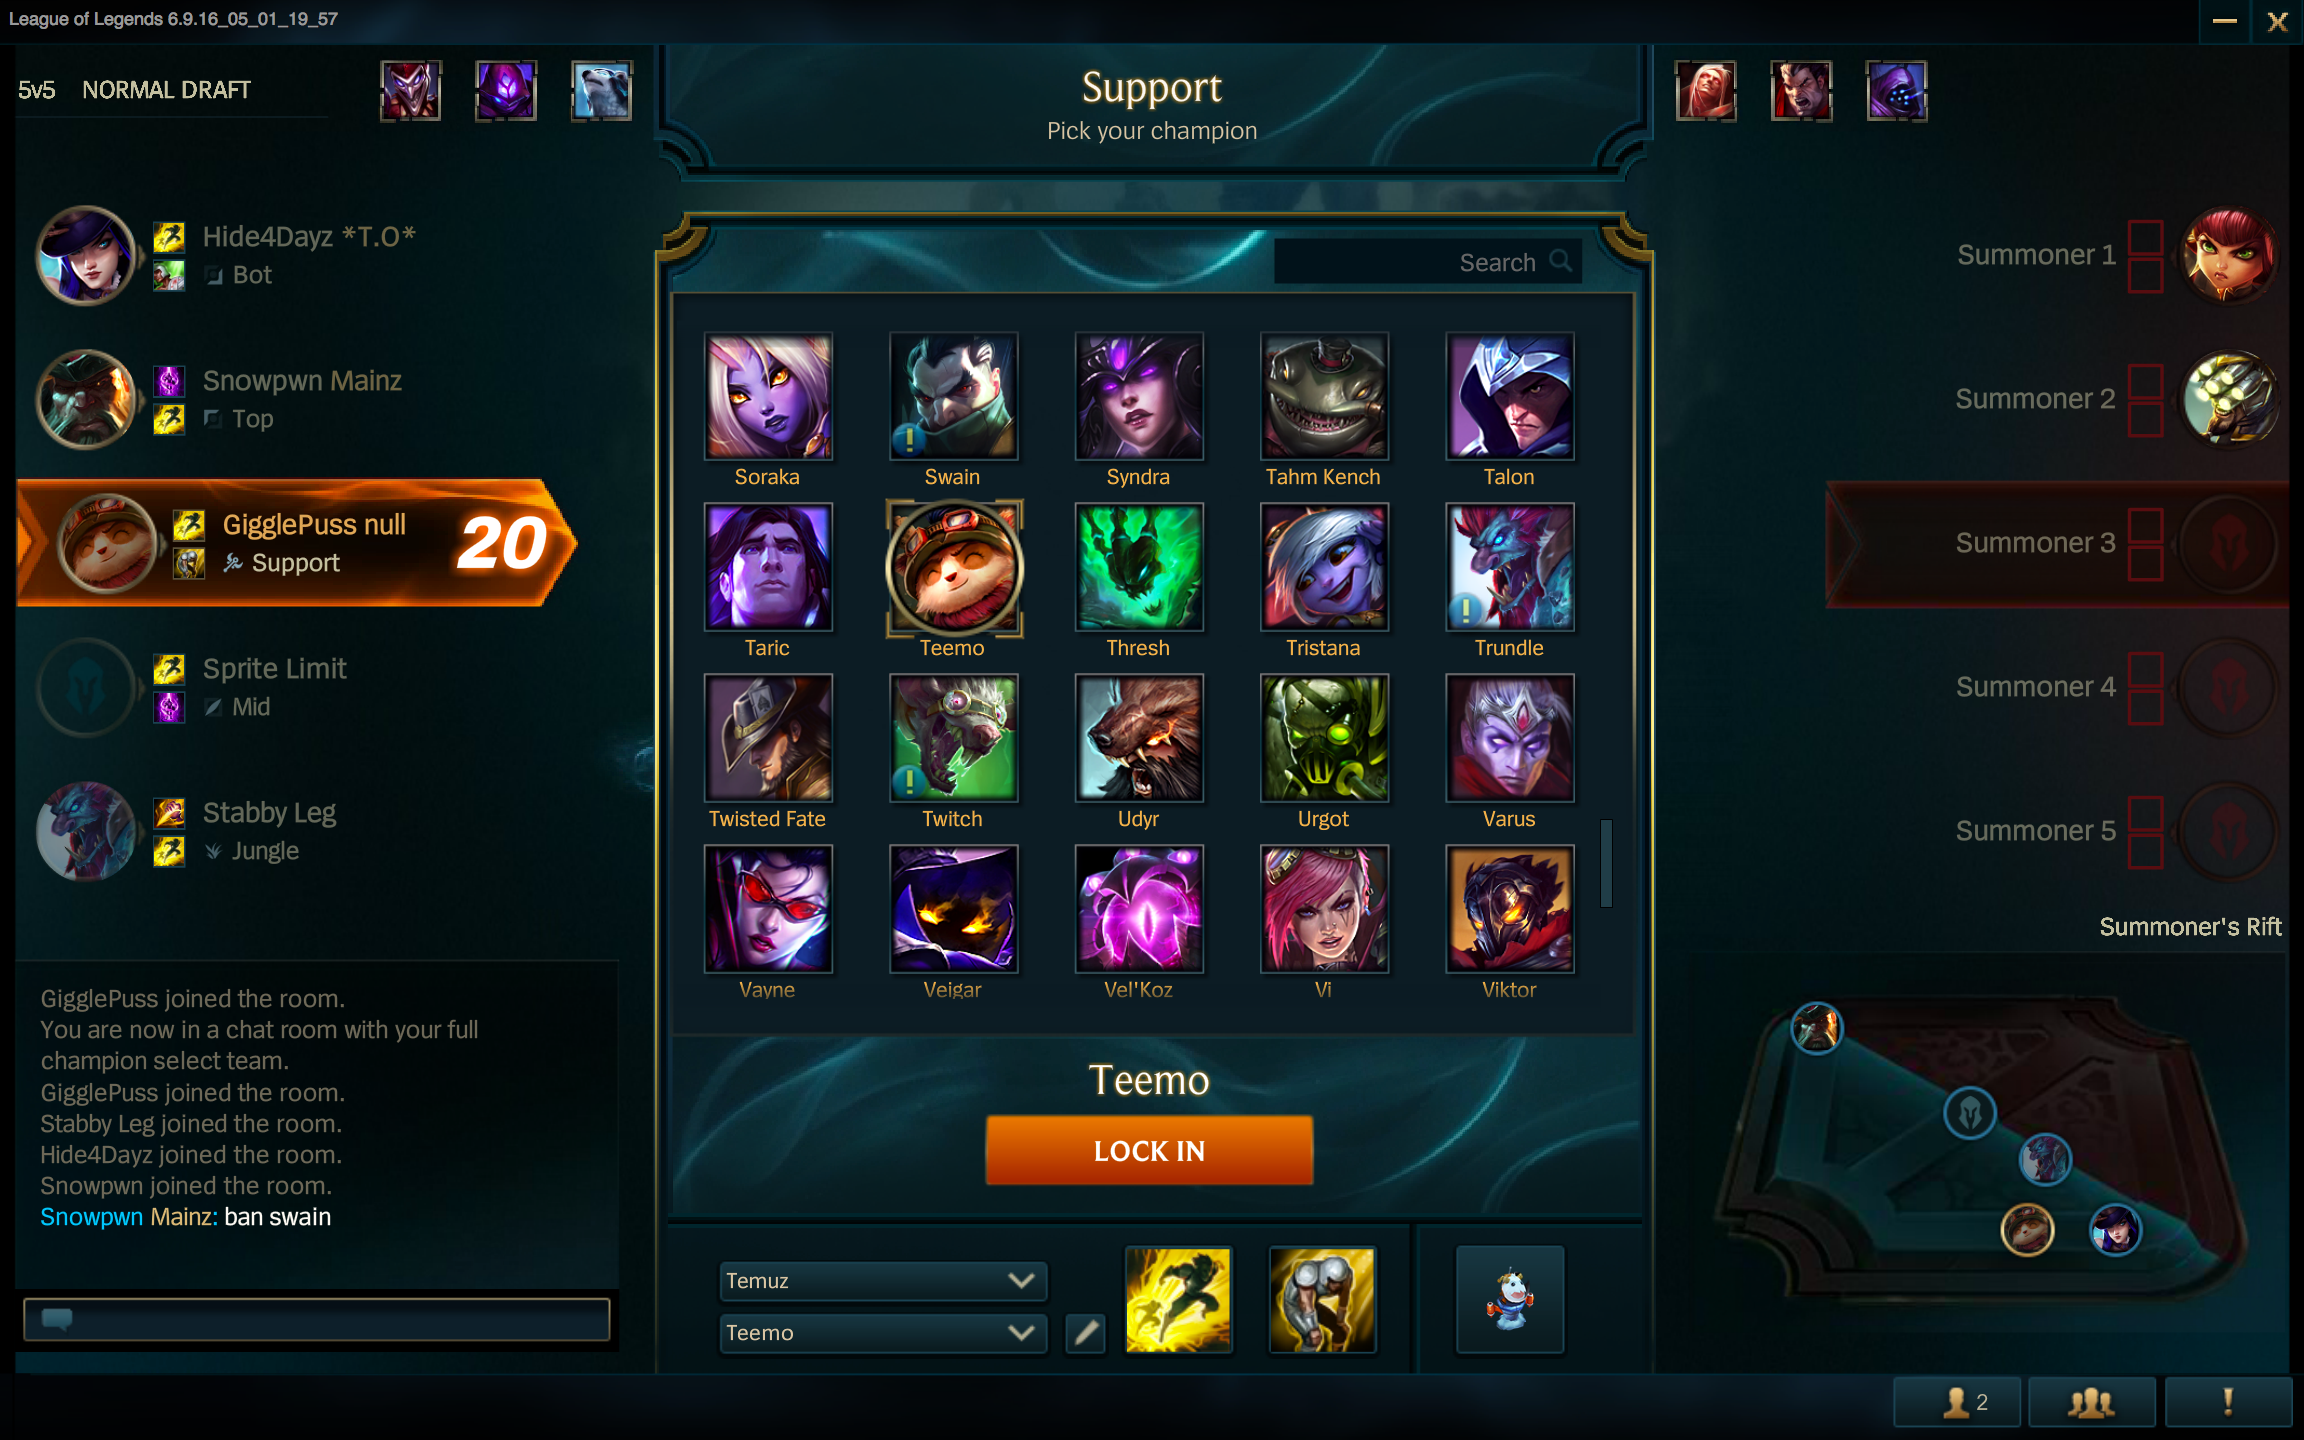 League of Legends 6.9.16_05_01_19_57
5v5 NORMAL DRAFT
Support
Pick your champion
Hide4Dayz *T.O*
Bot
Snowpwn Mainz
Top
GigglePuss null
Support
20
Sprite Limit
Mid
Stabby Leg
Jungle
GigglePuss joined the room.
You are now in a chat room with your full
champion select team.
GigglePuss joined the room.
Stabby Leg joined the room.
Hide4Dayz joined the room.
Snowpwn joined the room.
Snowpwn Mainz: ban swain
Search
Soraka Swain Syndra Tahm Kench Talon
Taric Teemo Thresh Tristana Trundle
Twisted Fate Twitch Udyr Urgot Varus
Vayne Veigar Vel'Koz Vi Viktor
Teemo
LOCK IN
Temuz
Teemo
Summoner 1
Summoner 2
Summoner 3
Summoner 4
Summoner 5
Summoner's Rift
2